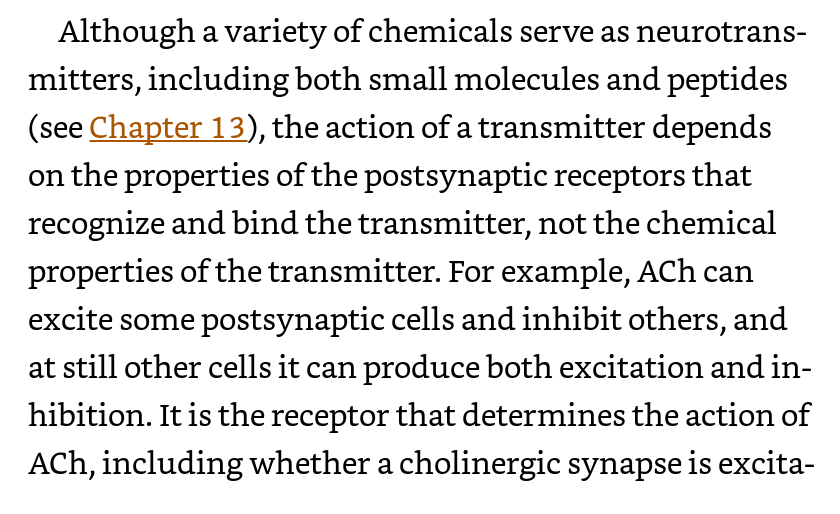 Although a variety of chemicals serve as neurotrans-
mitters, including both small molecules and peptides
(see Chapter 13), the action of a transmitter depends
on the properties of the postsynaptic receptors that
recognize and bind the transmitter, not the chemical
properties of the transmitter. For example, ACh can
excite some postsynaptic cells and inhibit others, and
at still other cells it can produce both excitation and in-
hibition. It is the receptor that determines the action of
ACh, including whether a cholinergic synapse is excita-